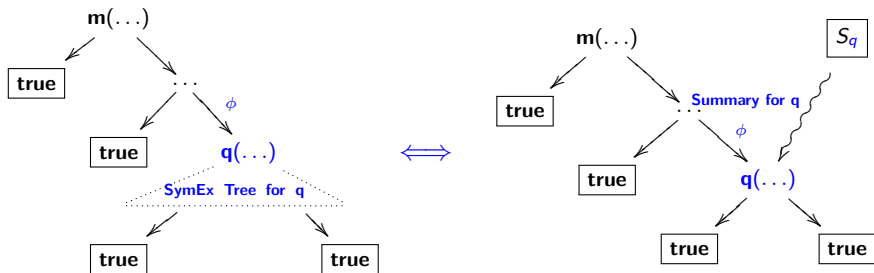 m(...)
true
...
ϕ
true
q(...)
SymEx Tree for q
true
true
⟺
m(...)
S_q
true
Summary for q
...
ϕ
true
q(...)
true
true